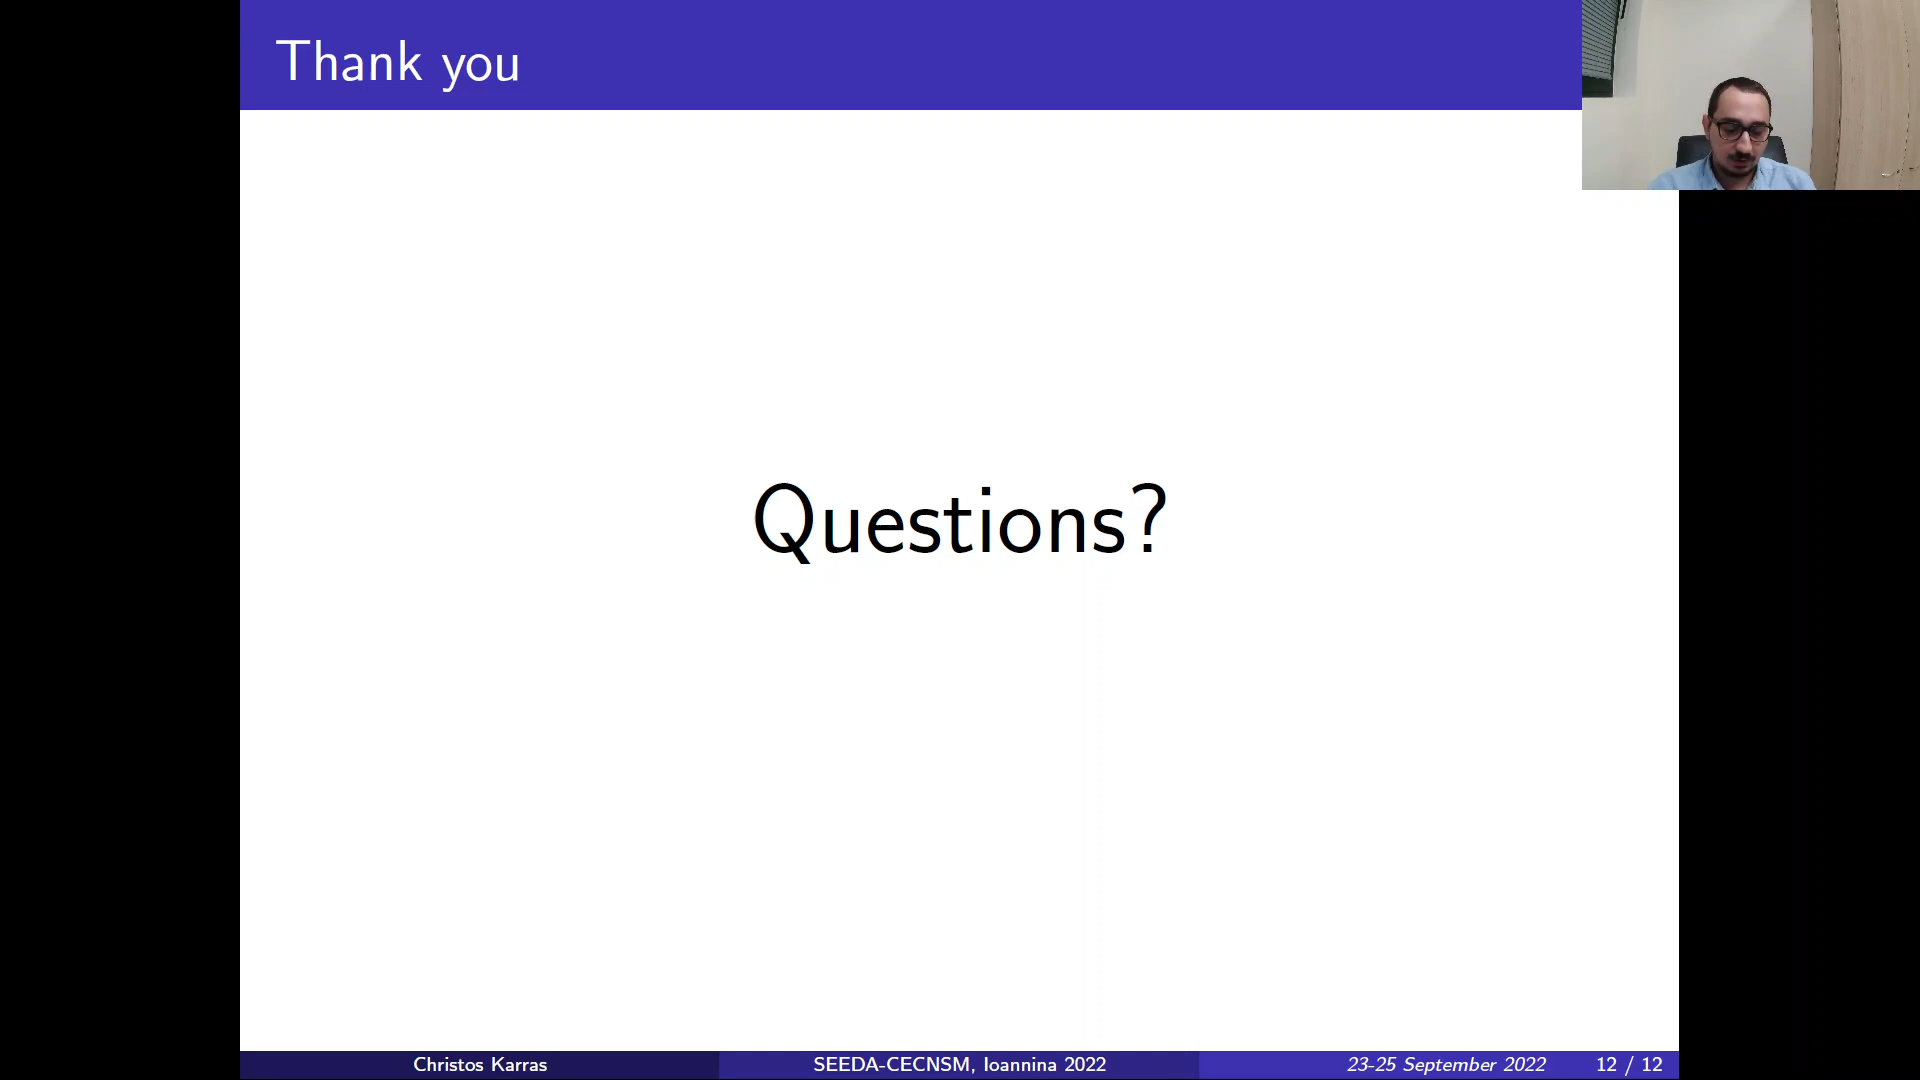 Thank you
Questions?
Christos Karras
SEEDA-CECNSM, Ioannina 2022
23-25 September 2022
12 / 12